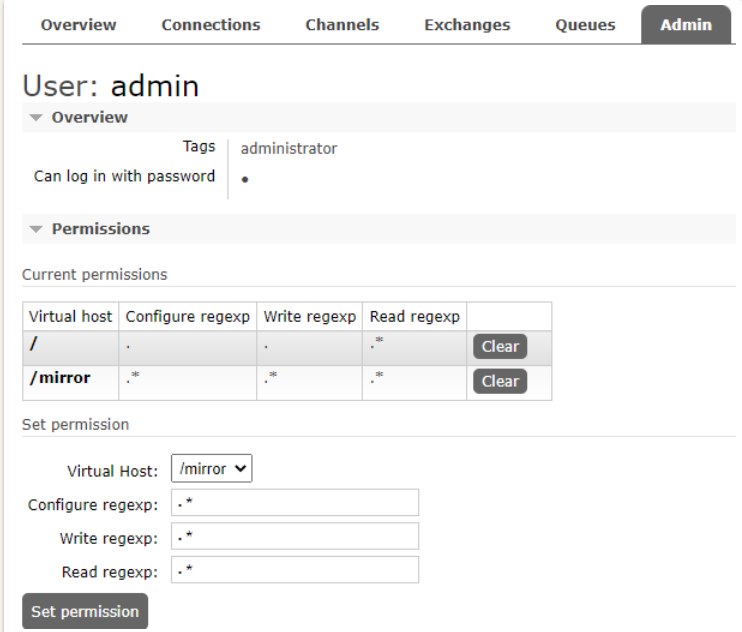 Overview Connections Channels Exchanges Queues Admin
User: admin
Overview
Tags administrator
Can log in with password •
Permissions
Current permissions
Virtual host Configure regexp Write regexp Read regexp
/ . . .* Clear
/mirror .* .* .* Clear
Set permission
Virtual Host: /mirror
Configure regexp: .*
Write regexp: .*
Read regexp: .*
Set permission